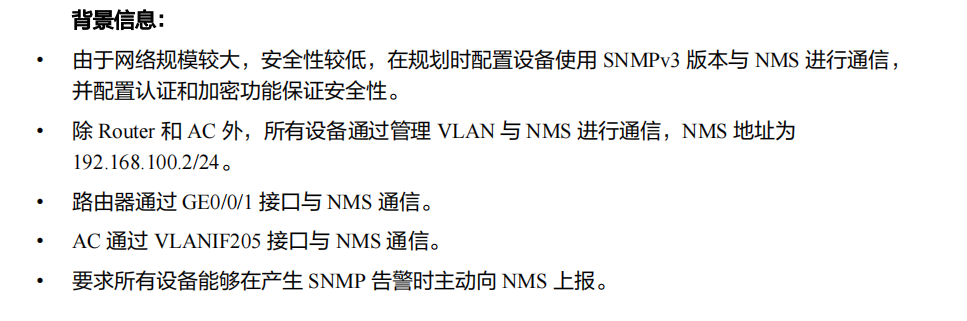 背景信息：
• 由于网络规模较大，安全性较低，在规划时配置设备使用 SNMPv3 版本与 NMS 进行通信，
并配置认证和加密功能保证安全性。
• 除 Router 和 AC 外，所有设备通过管理 VLAN 与 NMS 进行通信，NMS 地址为
192.168.100.2/24。
• 路由器通过 GE0/0/1 接口与 NMS 通信。
• AC 通过 VLANIF205 接口与 NMS 通信。
• 要求所有设备能够在产生 SNMP 告警时主动向 NMS 上报。